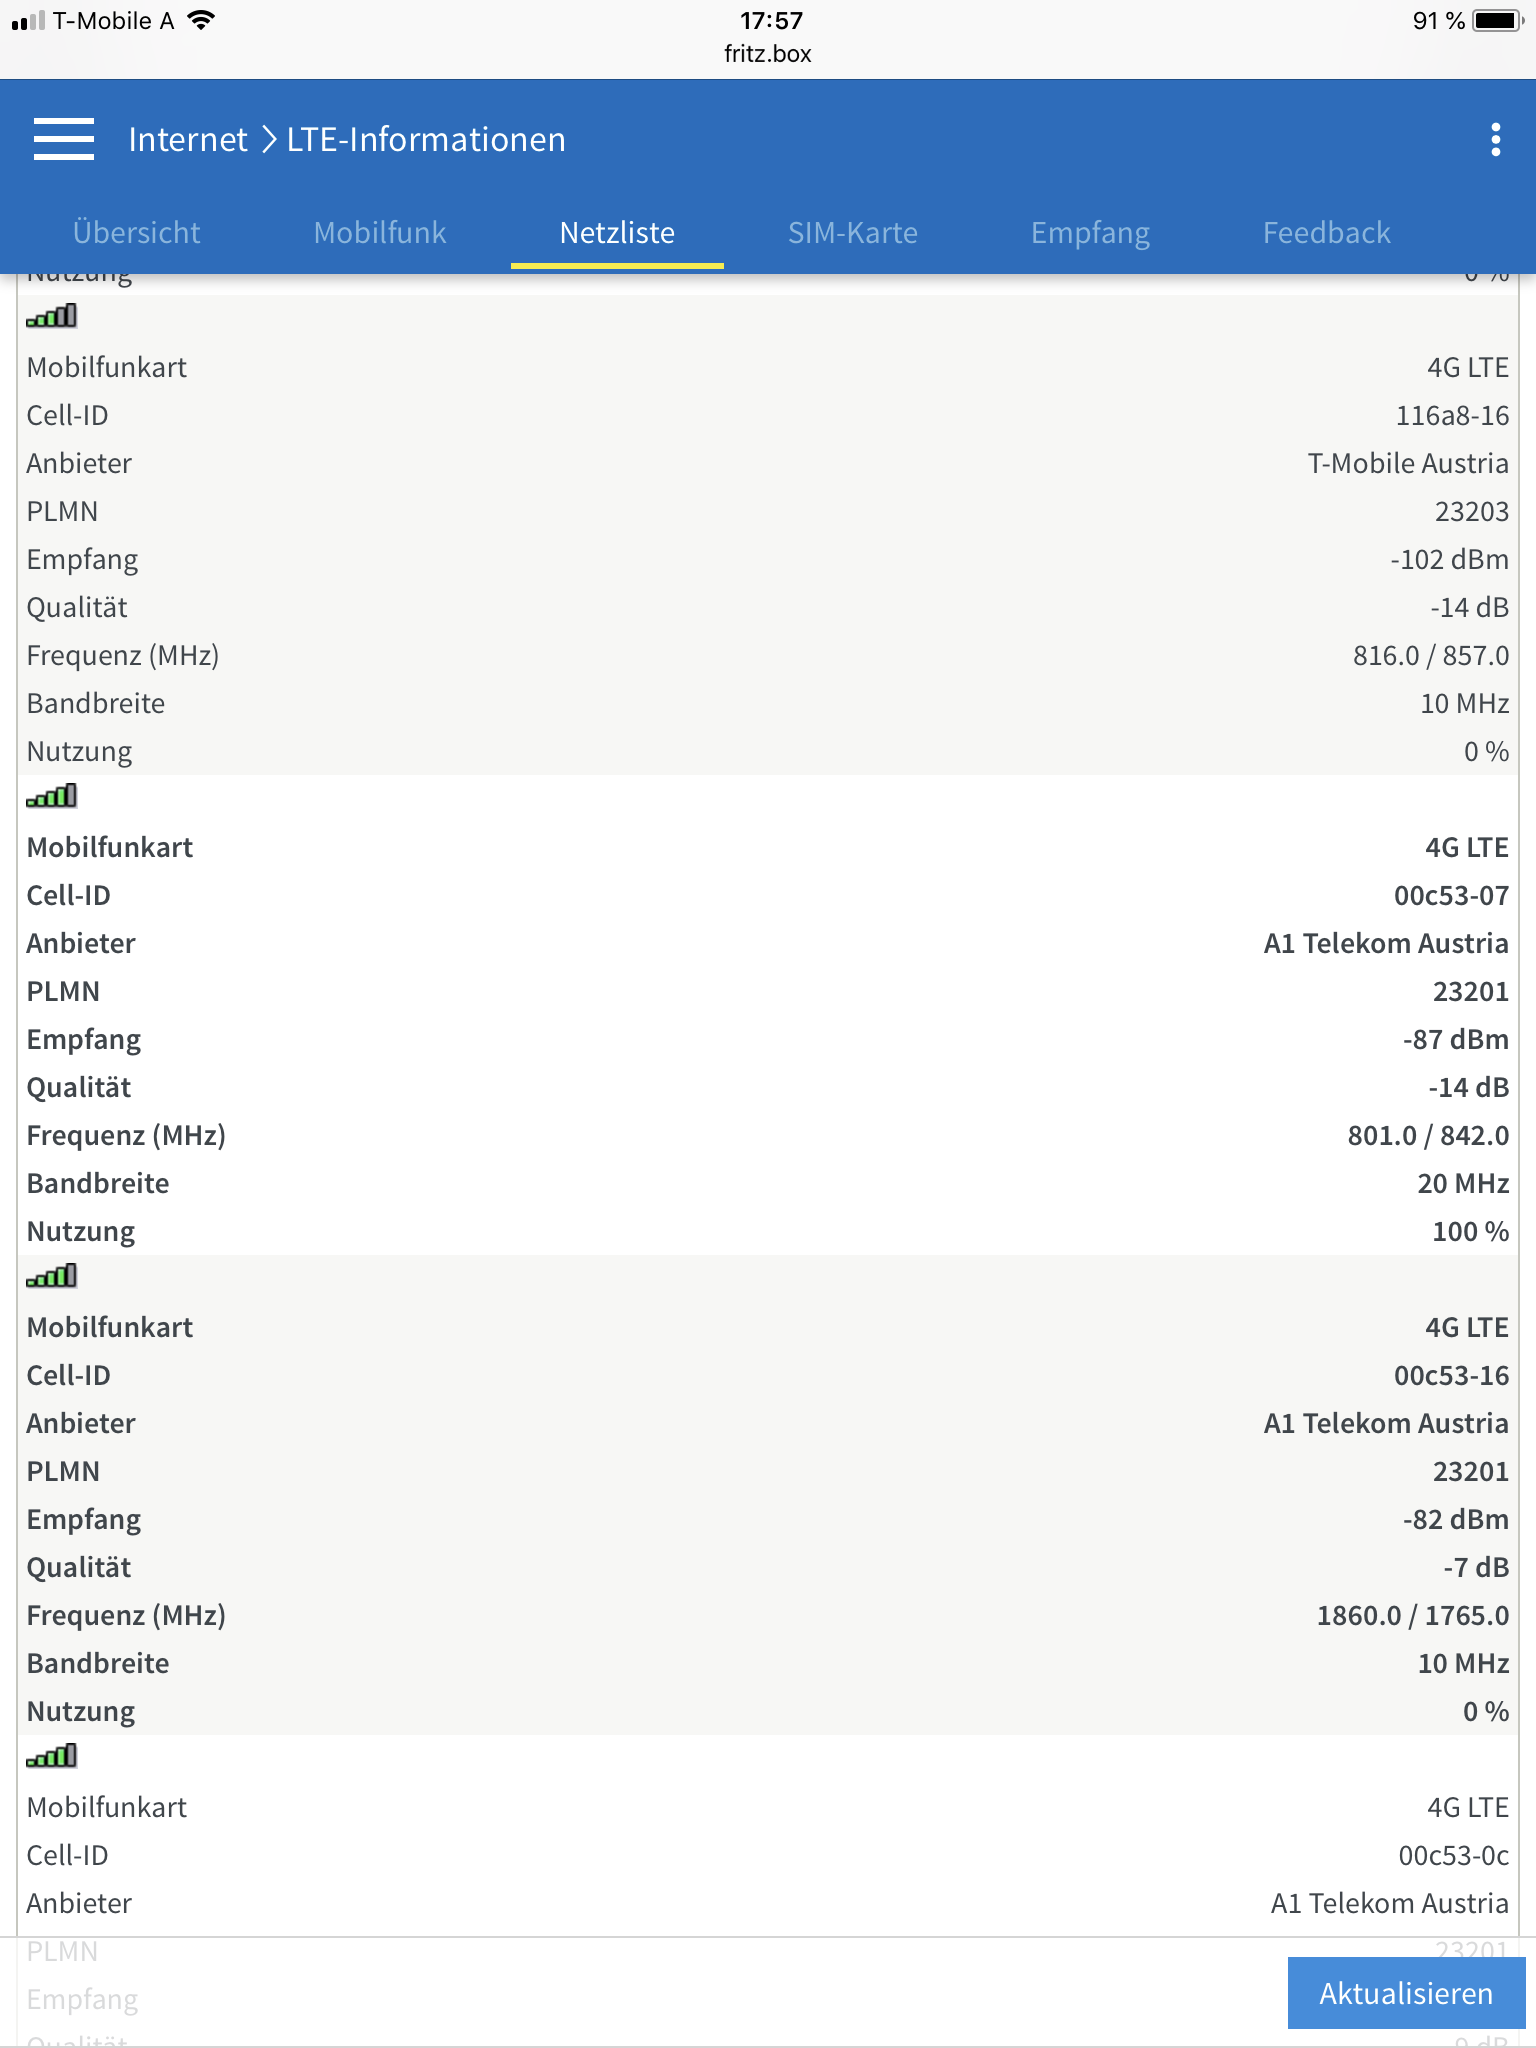 T-Mobile A 17:57 91 %
fritz.box
Internet > LTE-Informationen
Übersicht Mobilfunk Netzliste SIM-Karte Empfang Feedback
Nutzung 0 %
Mobilfunkart 4G LTE
Cell-ID 116a8-16
Anbieter T-Mobile Austria
PLMN 23203
Empfang -102 dBm
Qualität -14 dB
Frequenz (MHz) 816.0 / 857.0
Bandbreite 10 MHz
Nutzung 0 %
Mobilfunkart 4G LTE
Cell-ID 00c53-07
Anbieter A1 Telekom Austria
PLMN 23201
Empfang -87 dBm
Qualität -14 dB
Frequenz (MHz) 801.0 / 842.0
Bandbreite 20 MHz
Nutzung 100 %
Mobilfunkart 4G LTE
Cell-ID 00c53-16
Anbieter A1 Telekom Austria
PLMN 23201
Empfang -82 dBm
Qualität -7 dB
Frequenz (MHz) 1860.0 / 1765.0
Bandbreite 10 MHz
Nutzung 0 %
Mobilfunkart 4G LTE
Cell-ID 00c53-0c
Anbieter A1 Telekom Austria
PLMN 23201
Empfang
Aktualisieren
Qualität dB